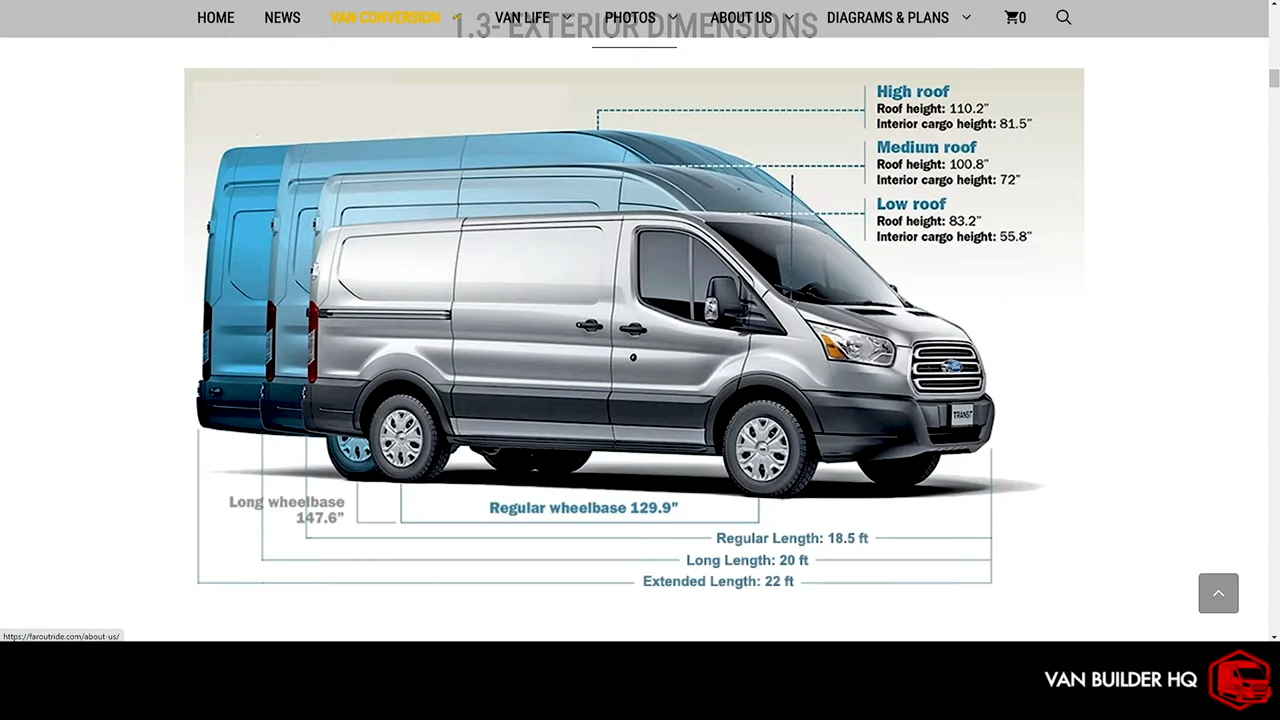 HOME NEWS VAN CONVERSION VAN LIFE PHOTOS ABOUT US DIAGRAMS & PLANS 0
1.3- EXTERIOR DIMENSIONS
High roof
Roof height: 110.2”
Interior cargo height: 81.5”
Medium roof
Roof height: 100.8”
Interior cargo height: 72”
Low roof
Roof height: 83.2”
Interior cargo height: 55.8”
Ford
TRANSIT
Long wheelbase
147.6”
Regular wheelbase 129.9”
Regular Length: 18.5 ft
Long Length: 20 ft
Extended Length: 22 ft
https://faroutride.com/about-us/
VAN BUILDER HQ